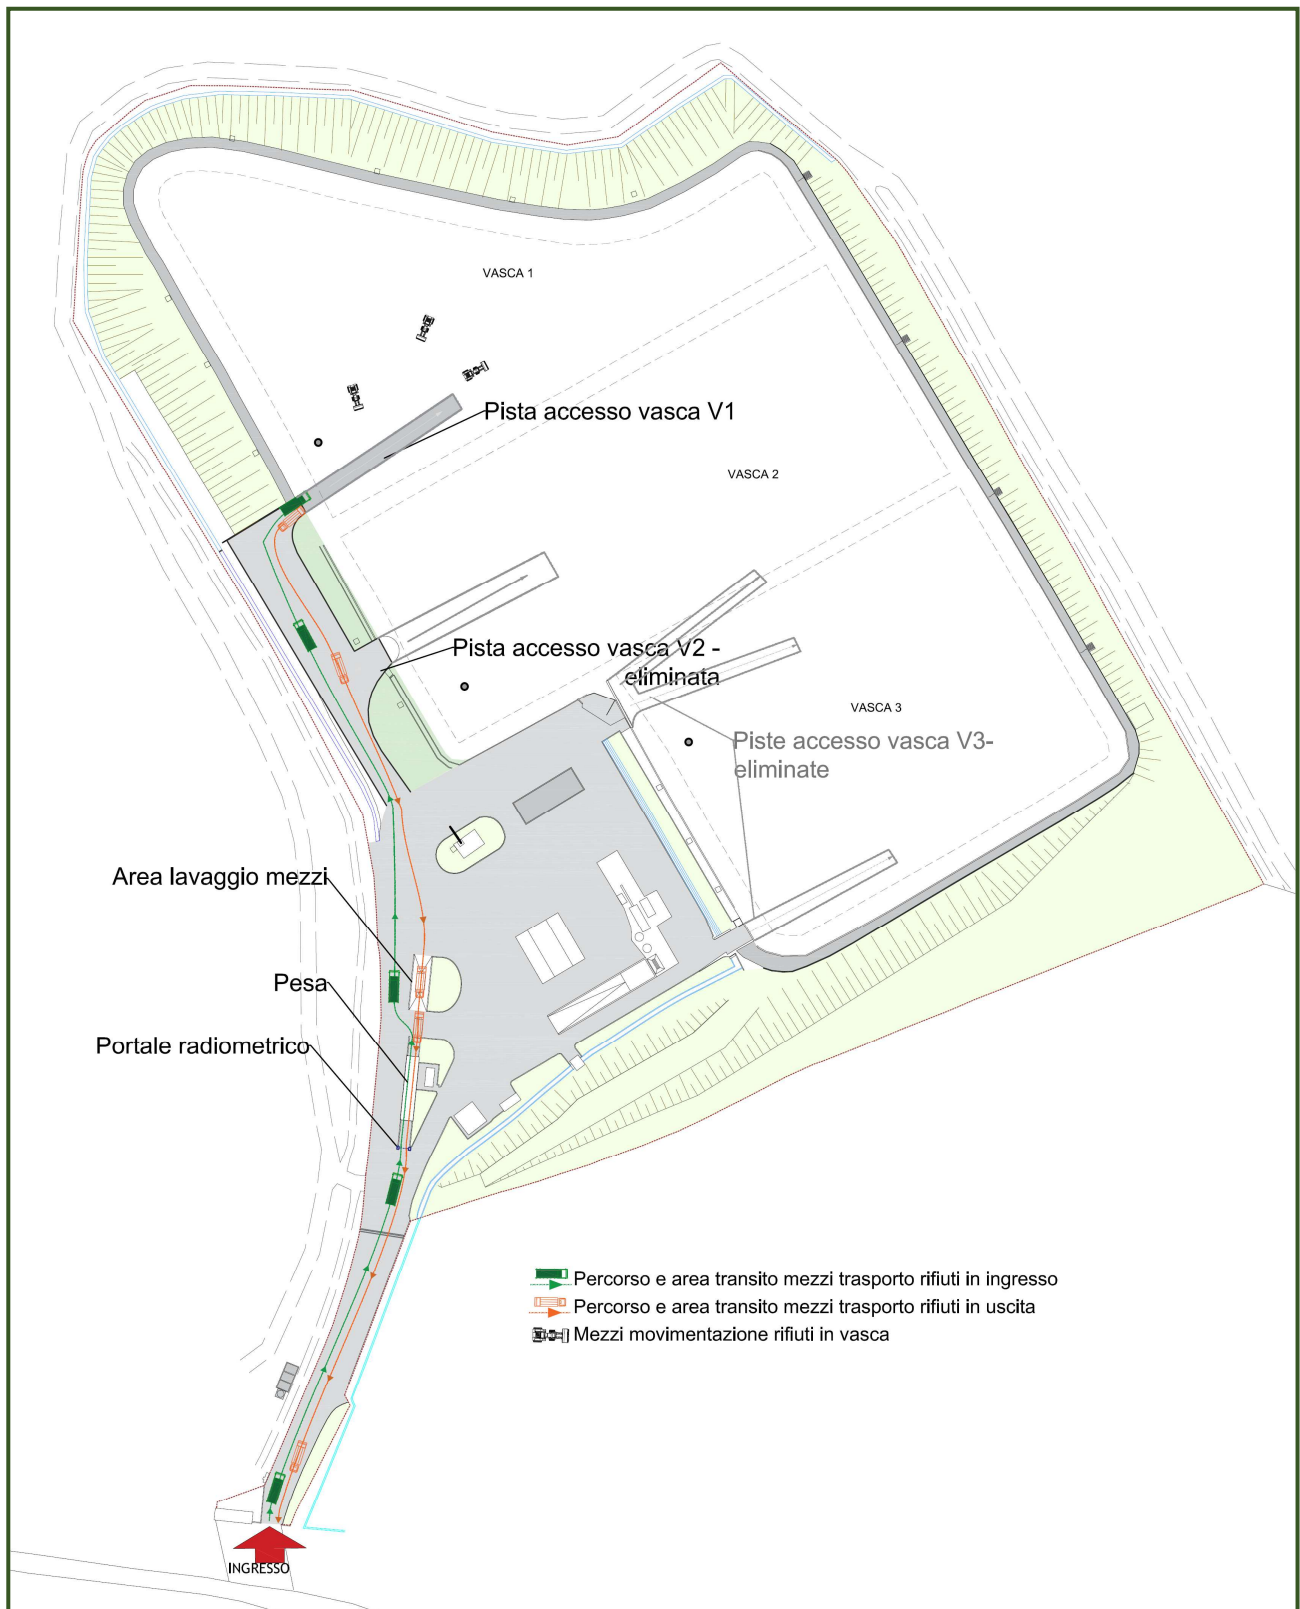 VASCA 1
Pista accesso vasca V1
VASCA 2
Pista accesso vasca V2 -
eliminata
VASCA 3
Piste accesso vasca V3-
eliminate
Area lavaggio mezzi
Pesa
Portale radiometrico
Percorso e area transito mezzi trasporto rifiuti in ingresso
Percorso e area transito mezzi trasporto rifiuti in uscita
Mezzi movimentazione rifiuti in vasca
INGRESSO